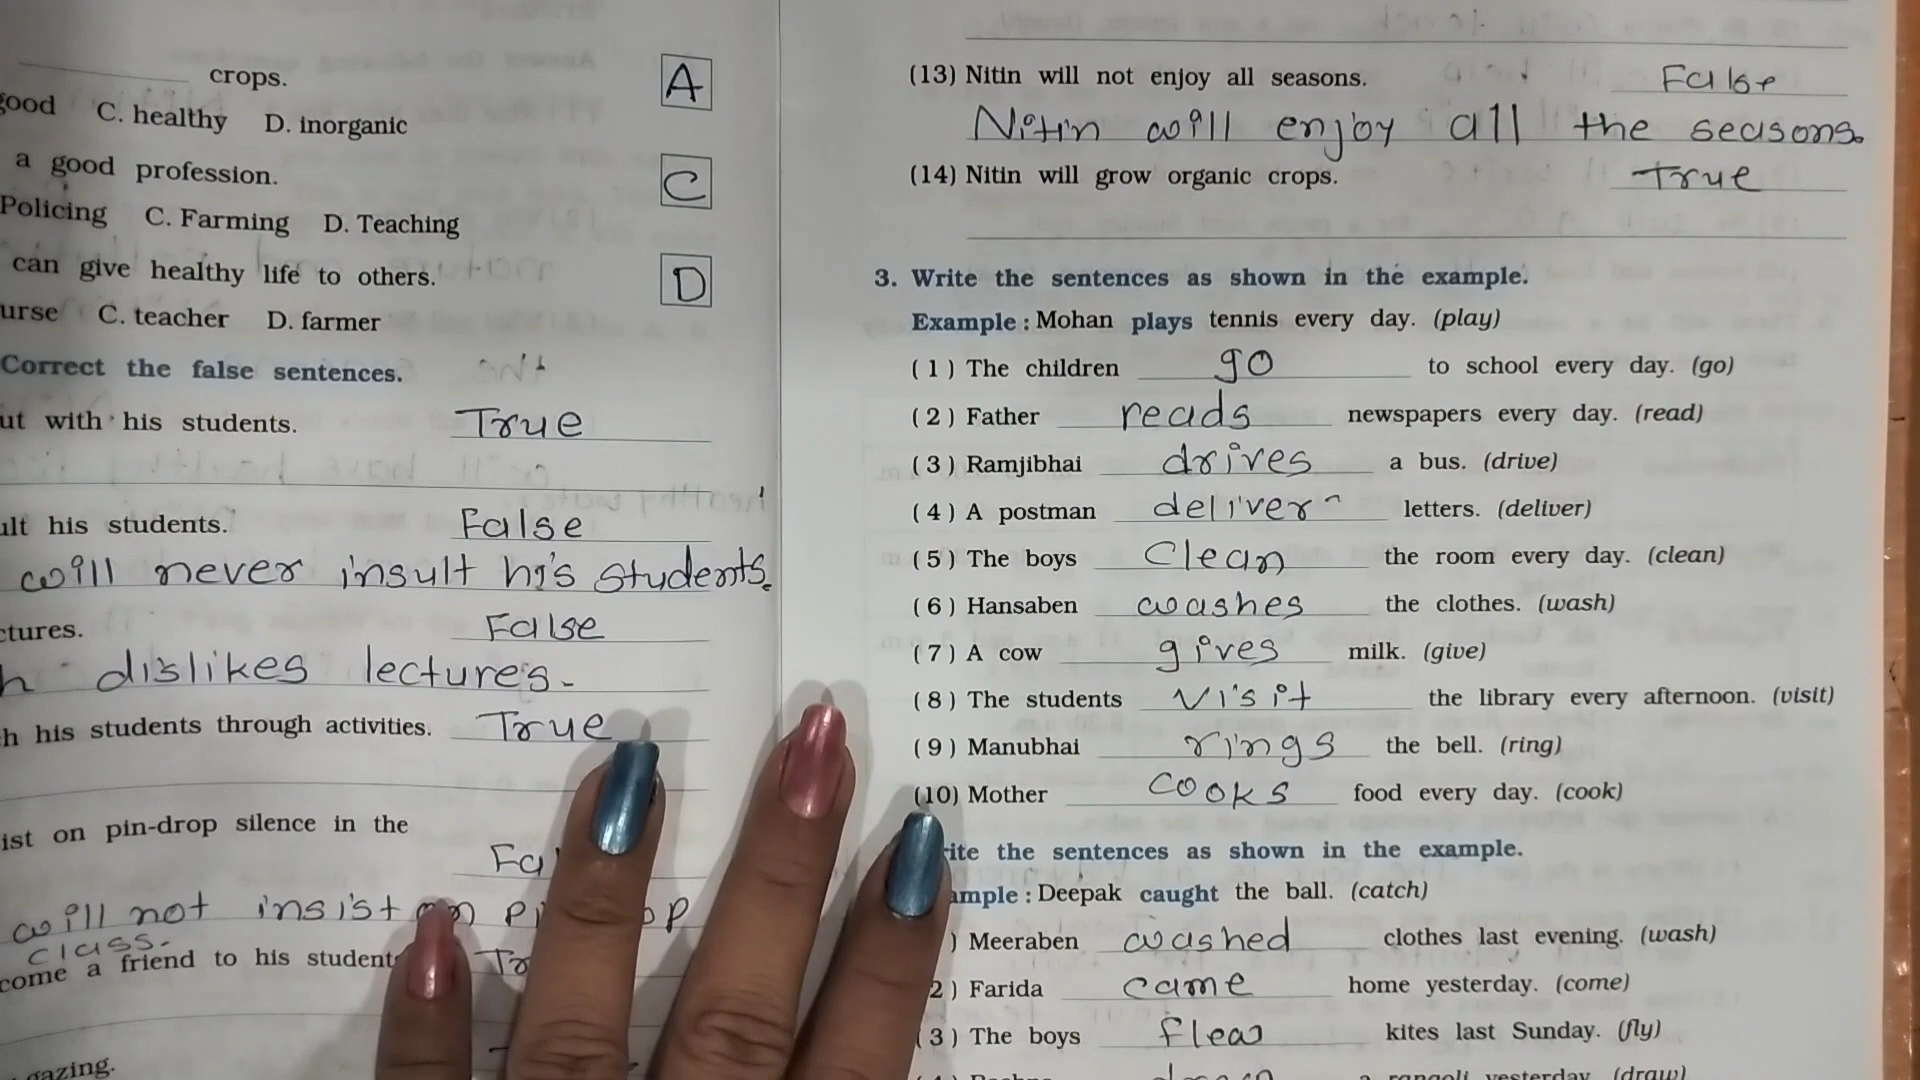 crops.
A
good C. healthy D. inorganic
a good profession.
C
Policing C. Farming D. Teaching
can give healthy life to others.
D
urse C. teacher D. farmer
Correct the false sentences.
ut with his students. True
ult his students. False
will never insult his students.
ctures. False
h dislikes lectures.
h his students through activities. True
ist on pin-drop silence in the
will not insist on
class.
come a friend to his student
gazing.
(13) Nitin will not enjoy all seasons. False
Nitin will enjoy all the seasons.
(14) Nitin will grow organic crops. True
3. Write the sentences as shown in the example.
Example : Mohan plays tennis every day. (play)
( 1 ) The children go to school every day. (go)
( 2 ) Father reads newspapers every day. (read)
( 3 ) Ramjibhai drives a bus. (drive)
( 4 ) A postman deliver letters. (deliver)
( 5 ) The boys Clean the room every day. (clean)
( 6 ) Hansaben washes the clothes. (wash)
( 7 ) A cow gives milk. (give)
( 8 ) The students visit the library every afternoon. (visit)
( 9 ) Manubhai rings the bell. (ring)
(10) Mother cooks food every day. (cook)
ite the sentences as shown in the example.
ample : Deepak caught the ball. (catch)
) Meeraben washed clothes last evening. (wash)
2 ) Farida came home yesterday. (come)
( 3 ) The boys flew kites last Sunday. (fly)
a rangoli yesterday. (draw)